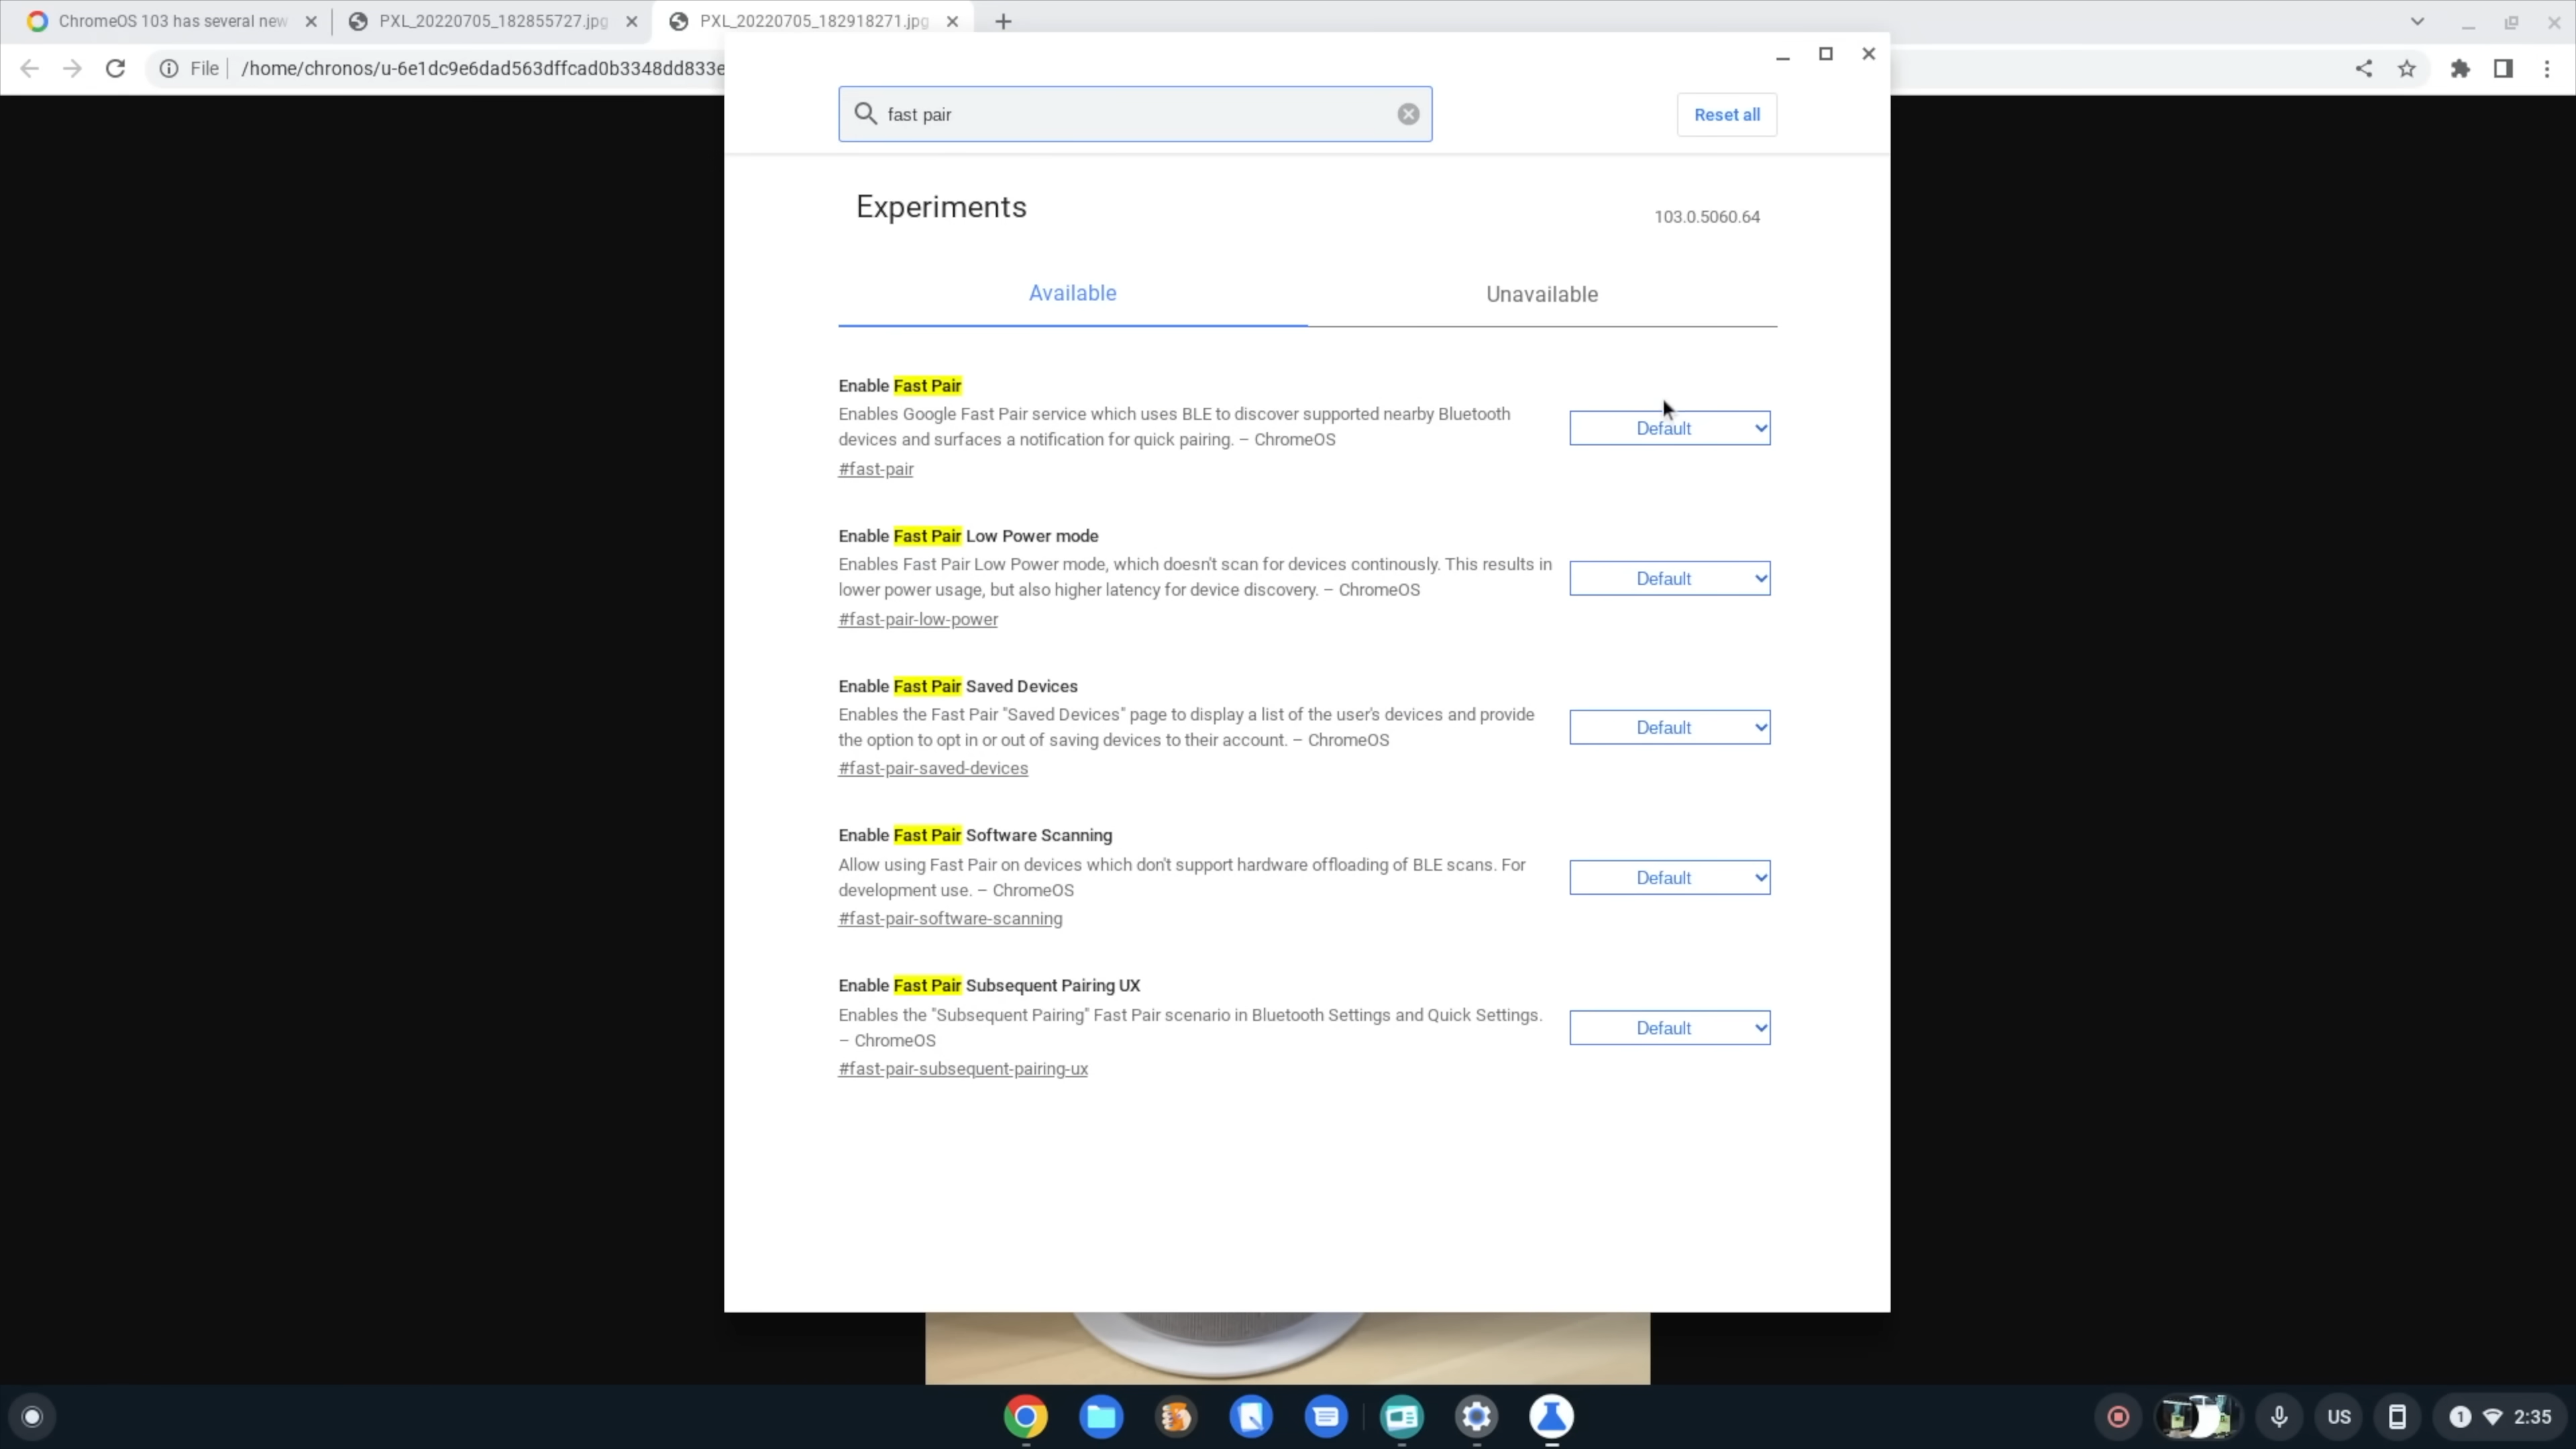 ChromeOS 103 has several new
PXL_20220705_182855727.jpg
PXL_20220705_182918271.jpg
File
/home/chronos/u-6e1dc9e6dad563dffcad0b3348dd833e
fast pair
Reset all
Experiments
103.0.5060.64
Available
Unavailable
Enable Fast Pair
Enables Google Fast Pair service which uses BLE to discover supported nearby Bluetooth
devices and surfaces a notification for quick pairing. – ChromeOS
#fast-pair
Default
Enable Fast Pair Low Power mode
Enables Fast Pair Low Power mode, which doesn't scan for devices continously. This results in
lower power usage, but also higher latency for device discovery. – ChromeOS
#fast-pair-low-power
Default
Enable Fast Pair Saved Devices
Enables the Fast Pair "Saved Devices" page to display a list of the user's devices and provide
the option to opt in or out of saving devices to their account. – ChromeOS
#fast-pair-saved-devices
Default
Enable Fast Pair Software Scanning
Allow using Fast Pair on devices which don't support hardware offloading of BLE scans. For
development use. – ChromeOS
#fast-pair-software-scanning
Default
Enable Fast Pair Subsequent Pairing UX
Enables the "Subsequent Pairing" Fast Pair scenario in Bluetooth Settings and Quick Settings.
– ChromeOS
#fast-pair-subsequent-pairing-ux
Default
US
1
2:35